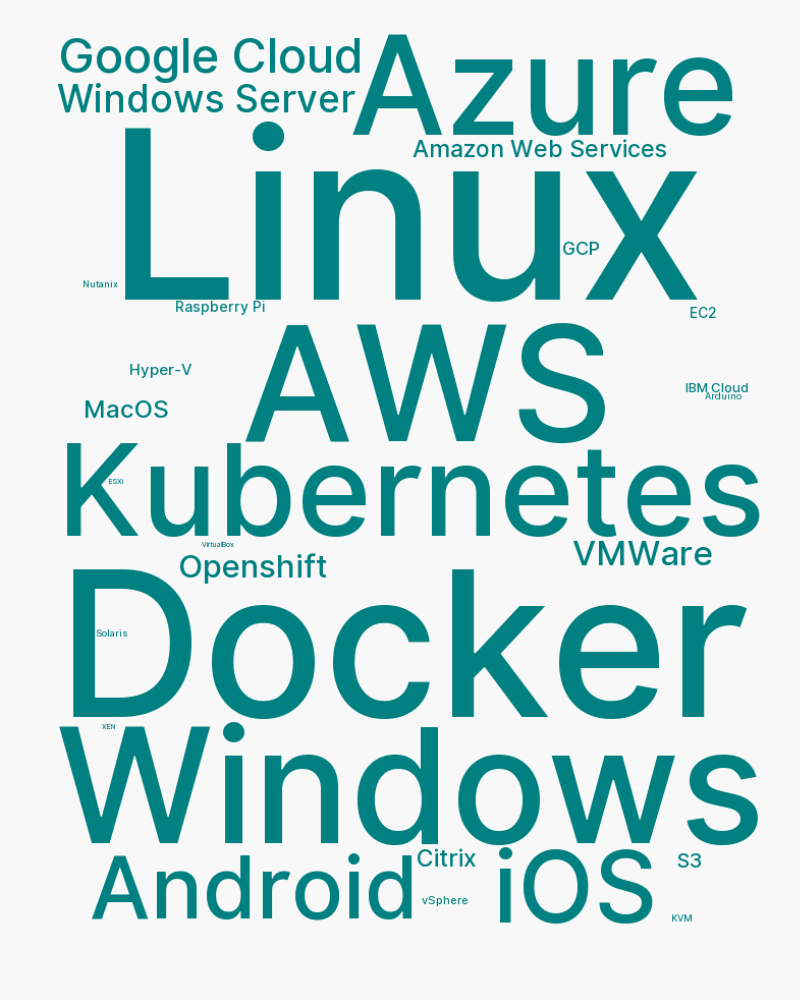 Google Cloud
Azure
Windows Server
Amazon Web Services
Linux
GCP
Nutanix
Raspberry Pi
EC2
AWS
Hyper-V
IBM Cloud
Arduino
MacOS
Kubernetes
ESXi
VirtualBox
VMWare
Openshift
Docker
Solaris
XEN
Windows
Android
Citrix
iOS
S3
vSphere
KVM